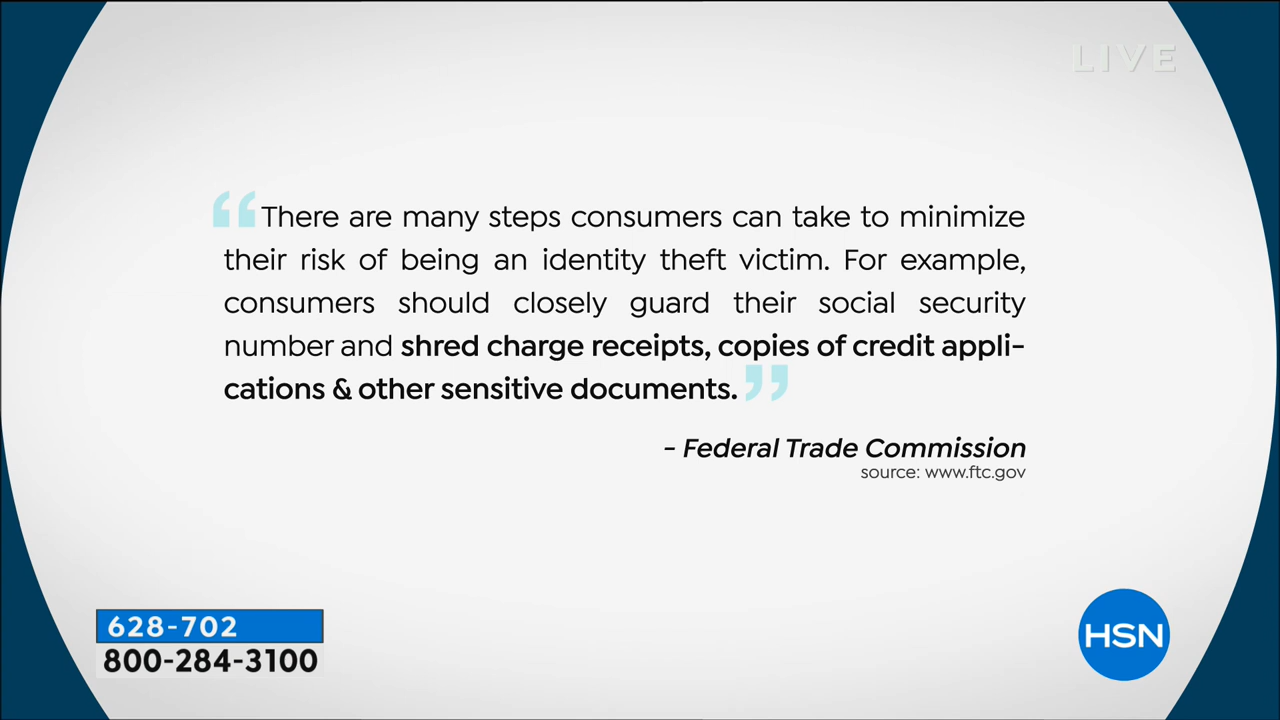 LIVE
“There are many steps consumers can take to minimize
their risk of being an identity theft victim. For example,
consumers should closely guard their social security
number and shred charge receipts, copies of credit appli-
cations & other sensitive documents.”
- Federal Trade Commission
source: www.ftc.gov
628-702
800-284-3100
HSN